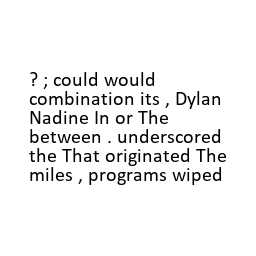 ? ; could would
combination its , Dylan
Nadine In or The
between . underscored
the That originated The
miles , programs wiped